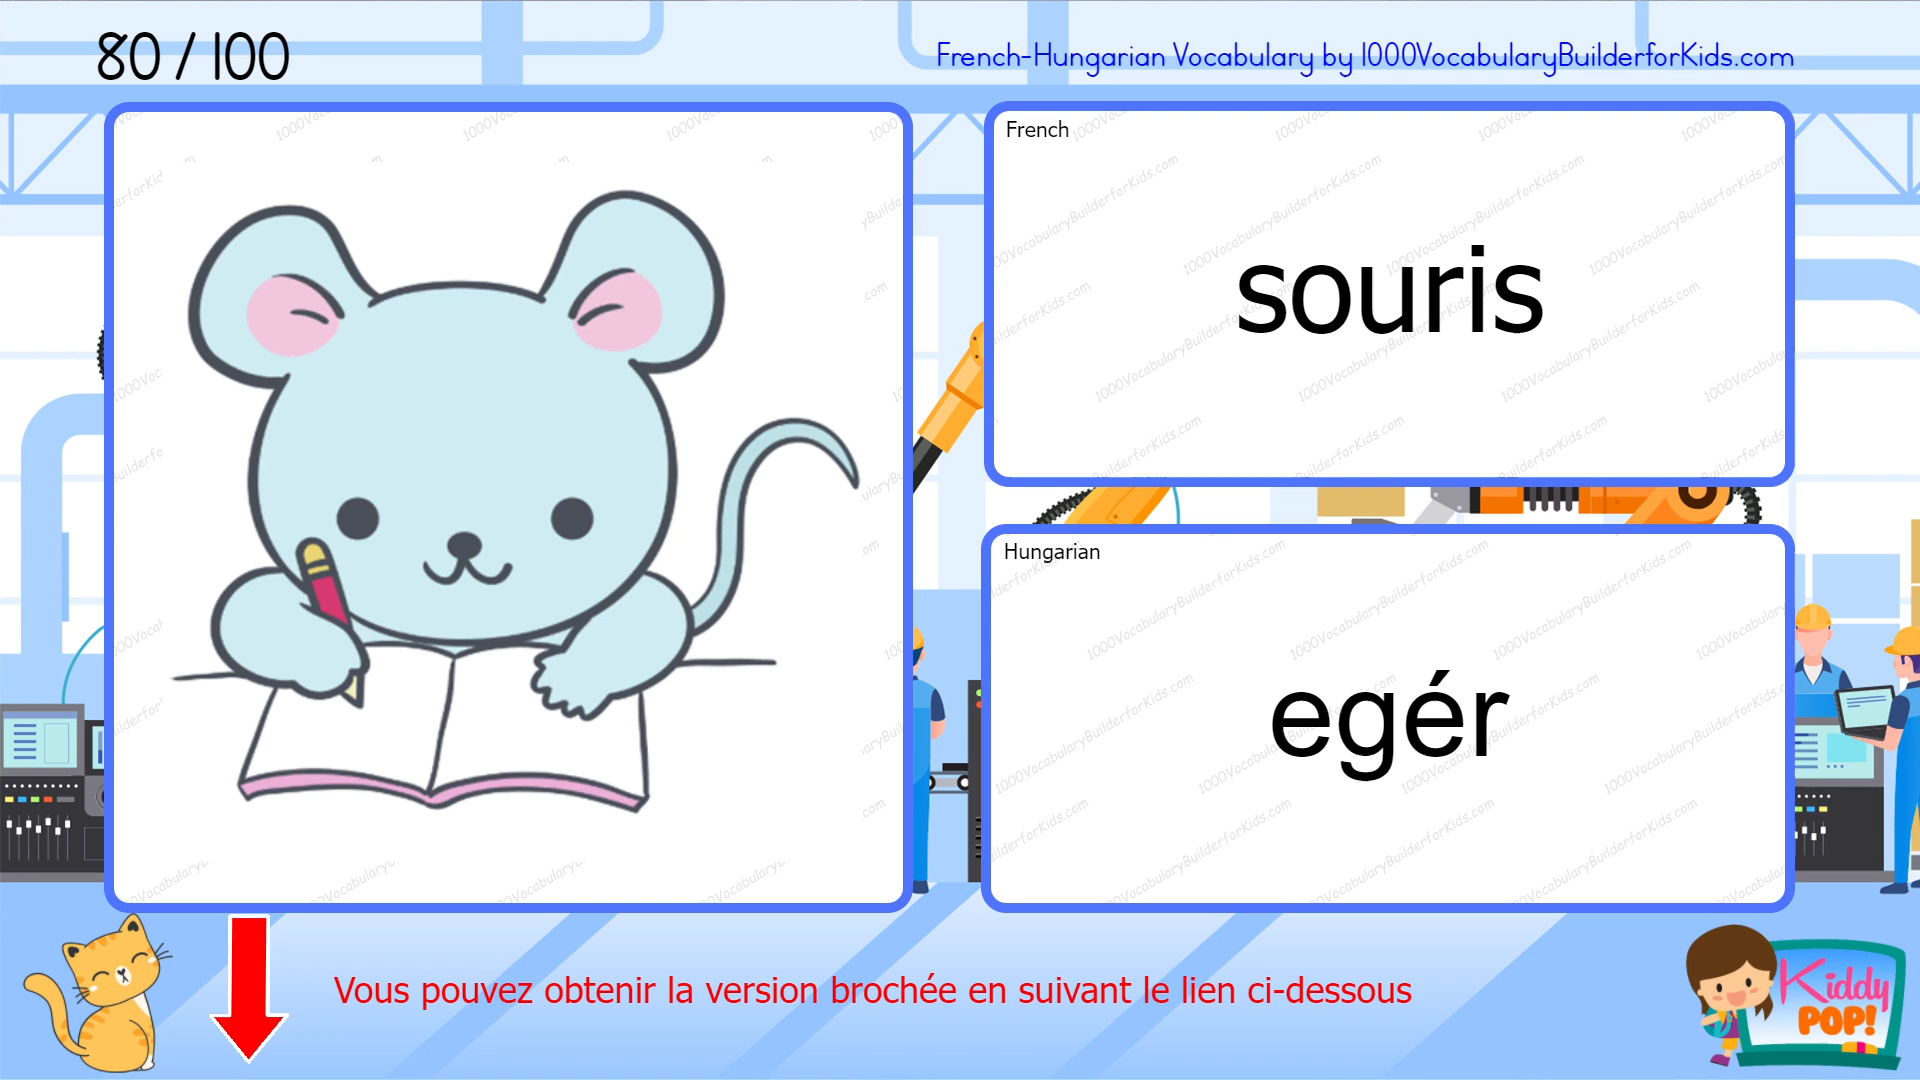 80 / 100
French-Hungarian Vocabulary by 1000VocabularyBuilderforKids.com
French
souris
Hungarian
egér
Vous pouvez obtenir la version brochée en suivant le lien ci-dessous
Kiddy
POP!